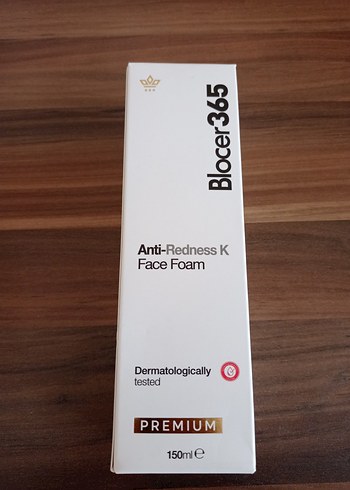 Blocer365
Anti-Redness K
Face Foam
Dermatologically
tested
PREMIUM
150ml ℮